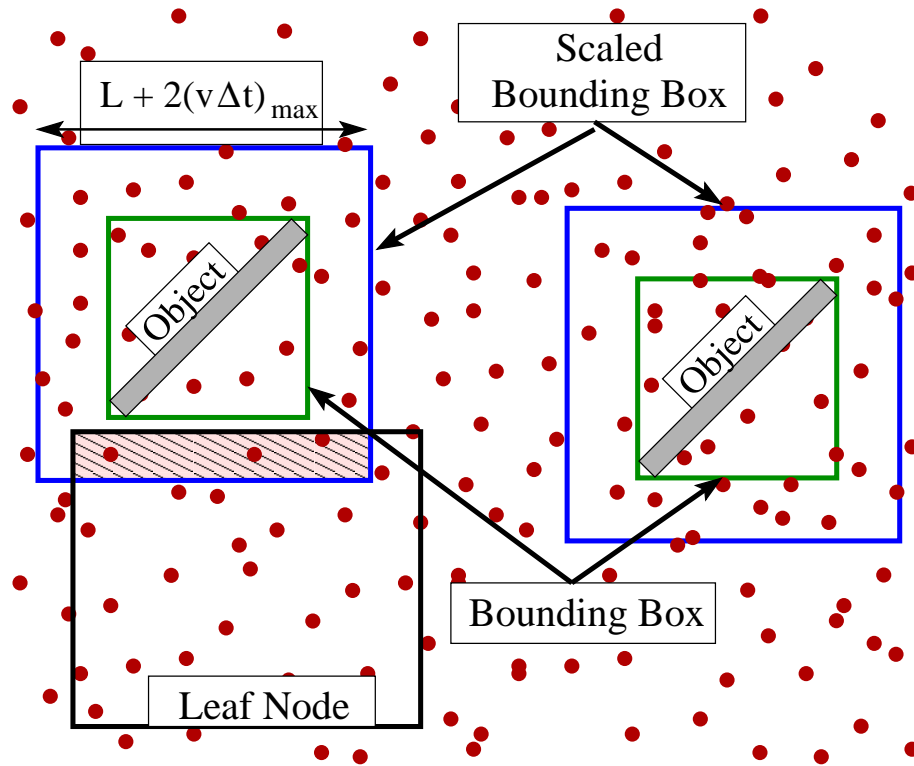 Scaled
Bounding Box
L + 2(vΔt)max
Object
Object
Bounding Box
Leaf Node